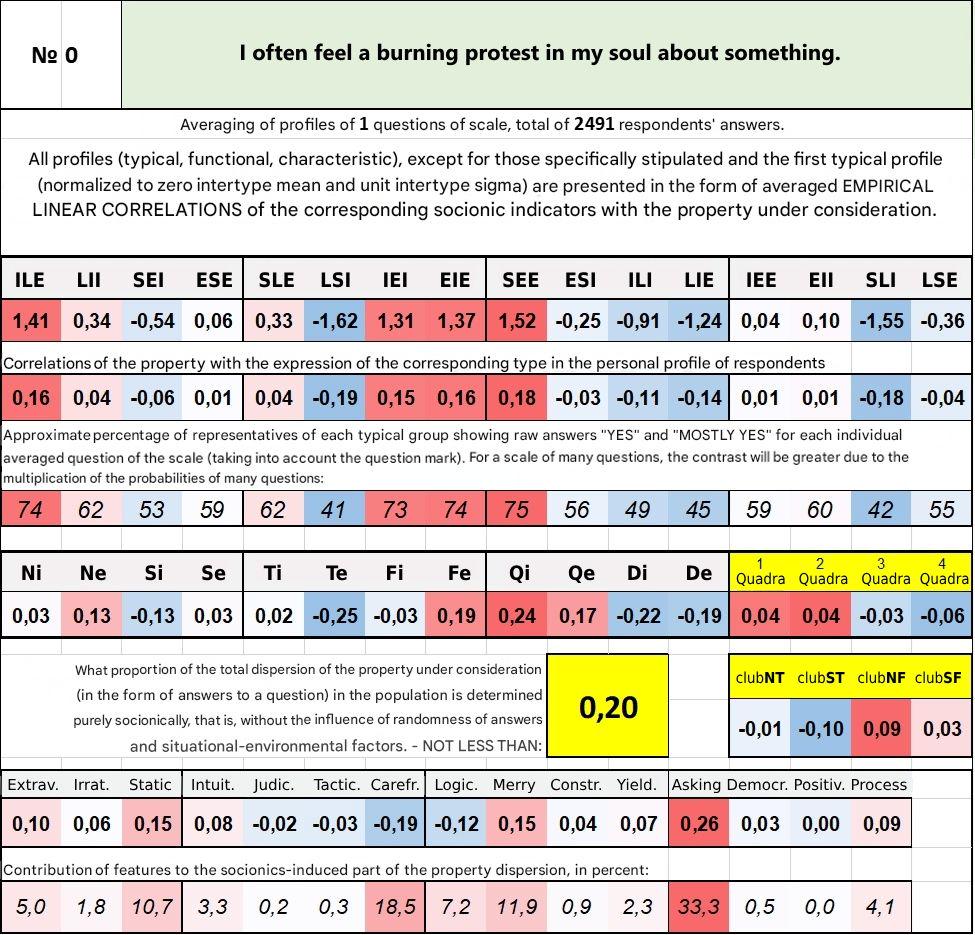 № 0
I often feel a burning protest in my soul about something.
Averaging of profiles of 1 questions of scale, total of 2491 respondents' answers.
All profiles (typical, functional, characteristic), except for those specifically stipulated and the first typical profile
(normalized to zero intertype mean and unit intertype sigma) are presented in the form of averaged EMPIRICAL
LINEAR CORRELATIONS of the corresponding socionic indicators with the property under consideration.
ILE LII SEI ESE SLE LSI IEI EIE SEE ESI ILI LIE IEE EII SLI LSE
1,41 0,34 -0,54 0,06 0,33 -1,62 1,31 1,37 1,52 -0,25 -0,91 -1,24 0,04 0,10 -1,55 -0,36
Correlations of the property with the expression of the corresponding type in the personal profile of respondents
0,16 0,04 -0,06 0,01 0,04 -0,19 0,15 0,16 0,18 -0,03 -0,11 -0,14 0,01 0,01 -0,18 -0,04
Approximate percentage of representatives of each typical group showing raw answers "YES" and "MOSTLY YES" for each individual
averaged question of the scale (taking into account the question mark). For a scale of many questions, the contrast will be greater due to the
multiplication of the probabilities of many questions:
74 62 53 59 62 41 73 74 75 56 49 45 59 60 42 55
Ni Ne Si Se Ti Te Fi Fe Qi Qe Di De 1 Quadra 2 Quadra 3 Quadra 4 Quadra
0,03 0,13 -0,13 0,03 0,02 -0,25 -0,03 0,19 0,24 0,17 -0,22 -0,19 0,04 0,04 -0,03 -0,06
What proportion of the total dispersion of the property under consideration
(in the form of answers to a question) in the population is determined
purely socionically, that is, without the influence of randomness of answers
and situational-environmental factors. - NOT LESS THAN:
0,20
clubNT clubST clubNF clubSF
-0,01 -0,10 0,09 0,03
Extrav. Irrat. Static Intuit. Judic. Tactic. Carefr. Logic. Merry Constr. Yield. Asking Democr. Positiv. Process
0,10 0,06 0,15 0,08 -0,02 -0,03 -0,19 -0,12 0,15 0,04 0,07 0,26 0,03 0,00 0,09
Contribution of features to the socionics-induced part of the property dispersion, in percent:
5,0 1,8 10,7 3,3 0,2 0,3 18,5 7,2 11,9 0,9 2,3 33,3 0,5 0,0 4,1